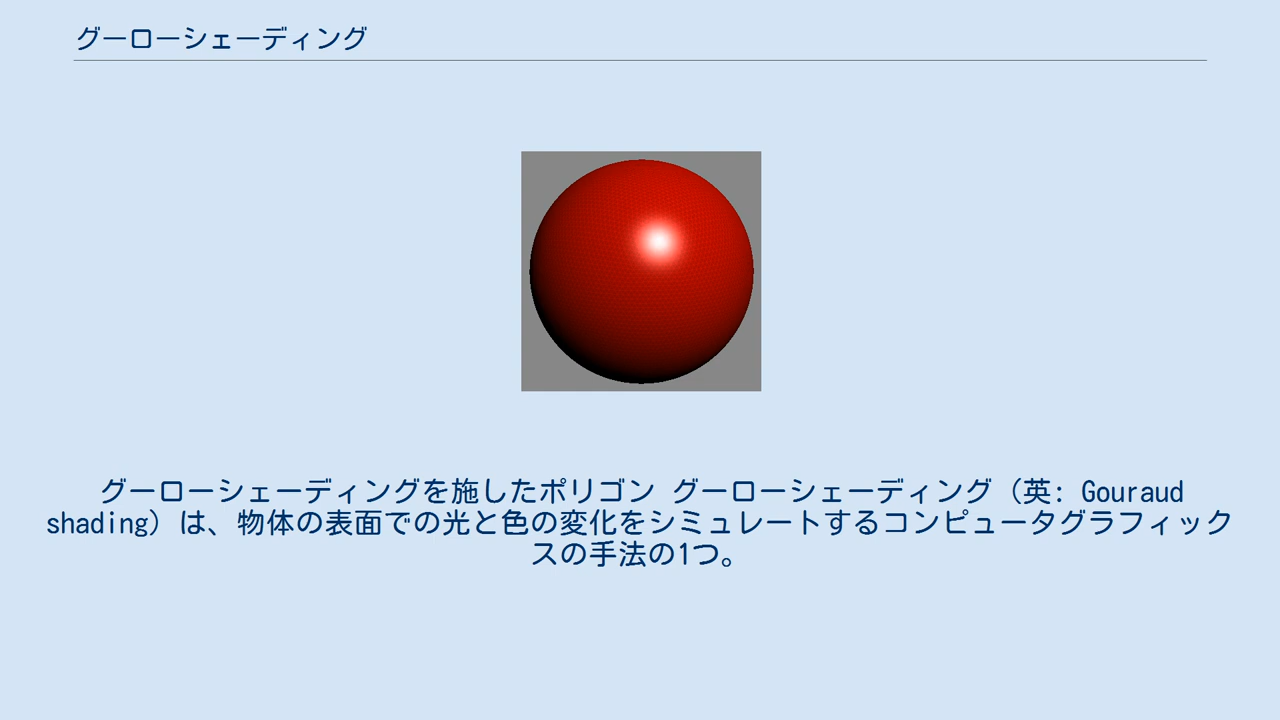 グーローシェーディング
グーローシェーディングを施したポリゴン グーローシェーディング（英: Gouraud
shading）は、物体の表面での光と色の変化をシミュレートするコンピュータグラフィック
スの手法の1つ。